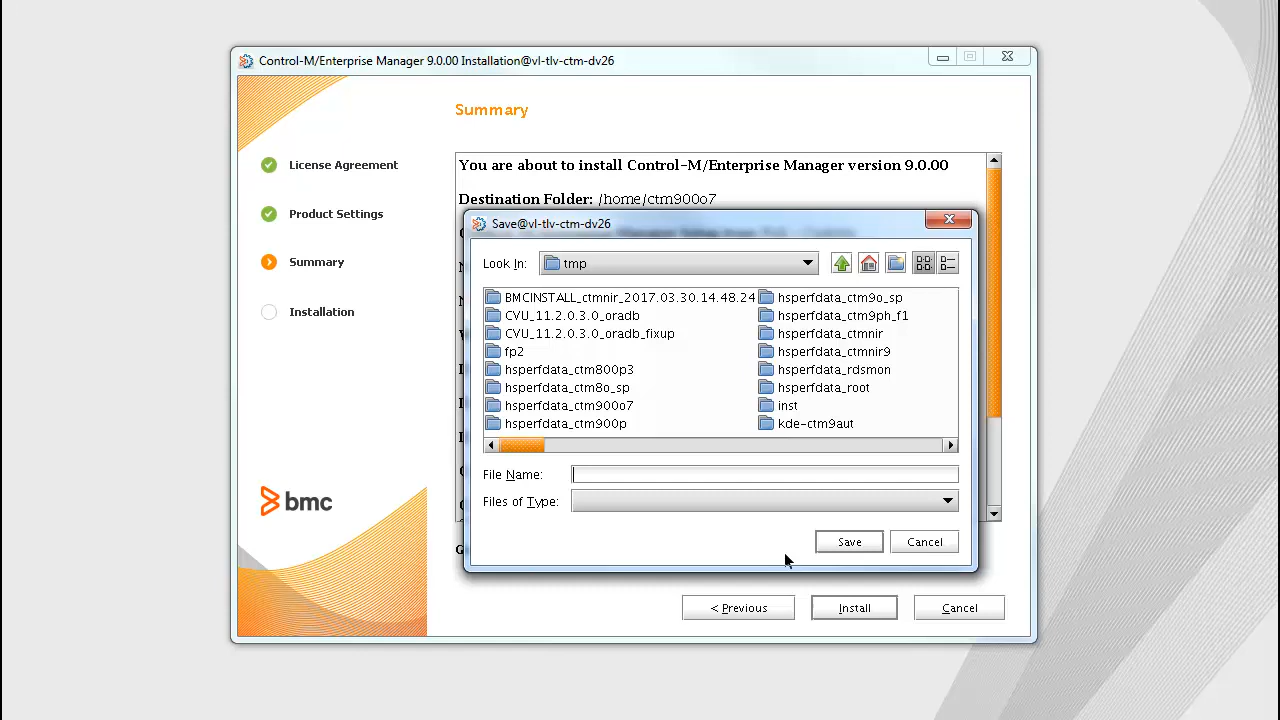 Control-M/Enterprise Manager 9.0.00 Installation@vl-tlv-ctm-dv26
Summary
License Agreement
Product Settings
Summary
Installation
bmc
You are about to install Control-M/Enterprise Manager version 9.0.00
Destination Folder: /home/ctm900o7
Save@vl-tlv-ctm-dv26
Look In:
tmp
BMCINSTALL_ctmnir_2017.03.30.14.48.24
CVU_11.2.0.3.0_oradb
CVU_11.2.0.3.0_oradb_fixup
fp2
hsperfdata_ctm800p3
hsperfdata_ctm8o_sp
hsperfdata_ctm900o7
hsperfdata_ctm900p
hsperfdata_ctm9o_sp
hsperfdata_ctm9ph_f1
hsperfdata_ctmnir
hsperfdata_ctmnir9
hsperfdata_rdsmon
hsperfdata_root
inst
kde-ctm9aut
File Name:
Files of Type:
Save
Cancel
< Previous
Install
Cancel